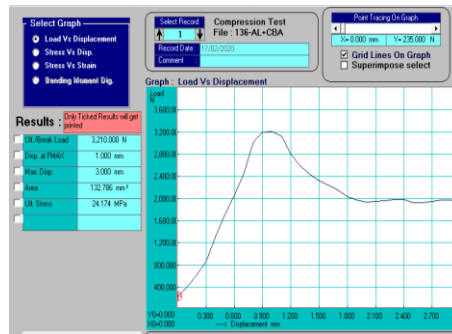 Select Graph
Load Vs Displacement
Stress Vs Disp.
Stress Vs Strain
Bending Moment Dig.
Select Record
1
Compression Test
File : 136-AL+CBA
Record Date :
17/02/2020
Comment :
Point Tracing On Graph
X= 0.000 mm
Y= 235.000 N
Grid Lines On Graph
Superimpose select
Results :
Only Ticked Results will get printed
Ult./Break Load 3,210.000 N
Disp. at FMAX 1.000 mm
Max. Disp. 3.000 mm
Area 132.786 mm²
Ult. Stress 24.174 MPa
Graph : Load Vs Displacement
Load
N
3,600.00
3,200.00
2,800.00
2,400.00
2,000.00
1,600.00
1,200.00
800.000
400.000
Y0=0.000
X0=0.000
0.300 0.600 0.900 1.200 1.500 1.800 2.100 2.400 2.700
Displacement mm